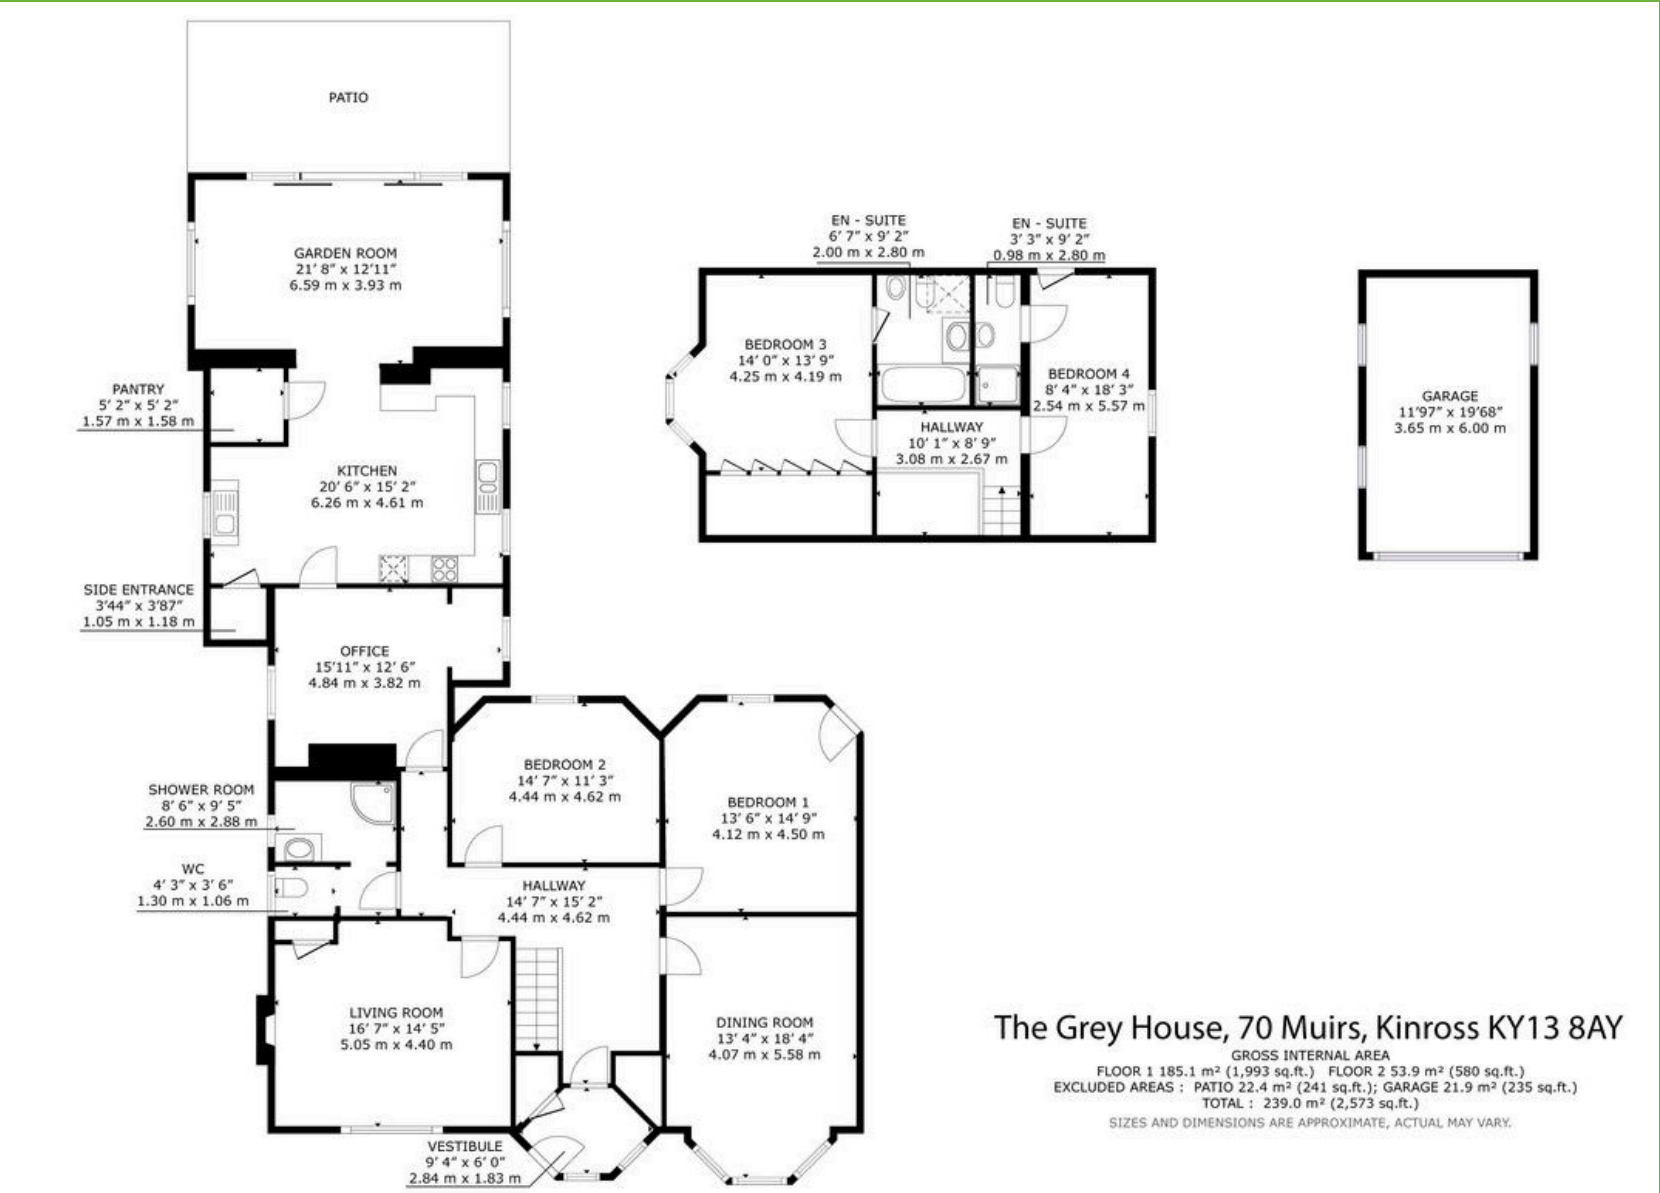 PATIO
GARDEN ROOM
21' 8" x 12'11"
6.59 m x 3.93 m
PANTRY
5' 2" x 5' 2"
1.57 m x 1.58 m
KITCHEN
20' 6" x 15' 2"
6.26 m x 4.61 m
SIDE ENTRANCE
3'44" x 3'87"
1.05 m x 1.18 m
OFFICE
15'11" x 12' 6"
4.84 m x 3.82 m
SHOWER ROOM
8' 6" x 9' 5"
2.60 m x 2.88 m
WC
4' 3" x 3' 6"
1.30 m x 1.06 m
BEDROOM 2
14' 7" x 11' 3"
4.44 m x 4.62 m
BEDROOM 1
13' 6" x 14' 9"
4.12 m x 4.50 m
HALLWAY
14' 7" x 15' 2"
4.44 m x 4.62 m
LIVING ROOM
16' 7" x 14' 5"
5.05 m x 4.40 m
DINING ROOM
13' 4" x 18' 4"
4.07 m x 5.58 m
VESTIBULE
9' 4" x 6' 0"
2.84 m x 1.83 m
EN - SUITE
6' 7" x 9' 2"
2.00 m x 2.80 m
EN - SUITE
3' 3" x 9' 2"
0.98 m x 2.80 m
BEDROOM 3
14' 0" x 13' 9"
4.25 m x 4.19 m
BEDROOM 4
8' 4" x 18' 3"
2.54 m x 5.57 m
HALLWAY
10' 1" x 8' 9"
3.08 m x 2.67 m
GARAGE
11'97" x 19'68"
3.65 m x 6.00 m
The Grey House, 70 Muirs, Kinross KY13 8AY
GROSS INTERNAL AREA
FLOOR 1 185.1 m² (1,993 sq.ft.) FLOOR 2 53.9 m² (580 sq.ft.)
EXCLUDED AREAS : PATIO 22.4 m² (241 sq.ft.); GARAGE 21.9 m² (235 sq.ft.)
TOTAL : 239.0 m² (2,573 sq.ft.)
SIZES AND DIMENSIONS ARE APPROXIMATE, ACTUAL MAY VARY.